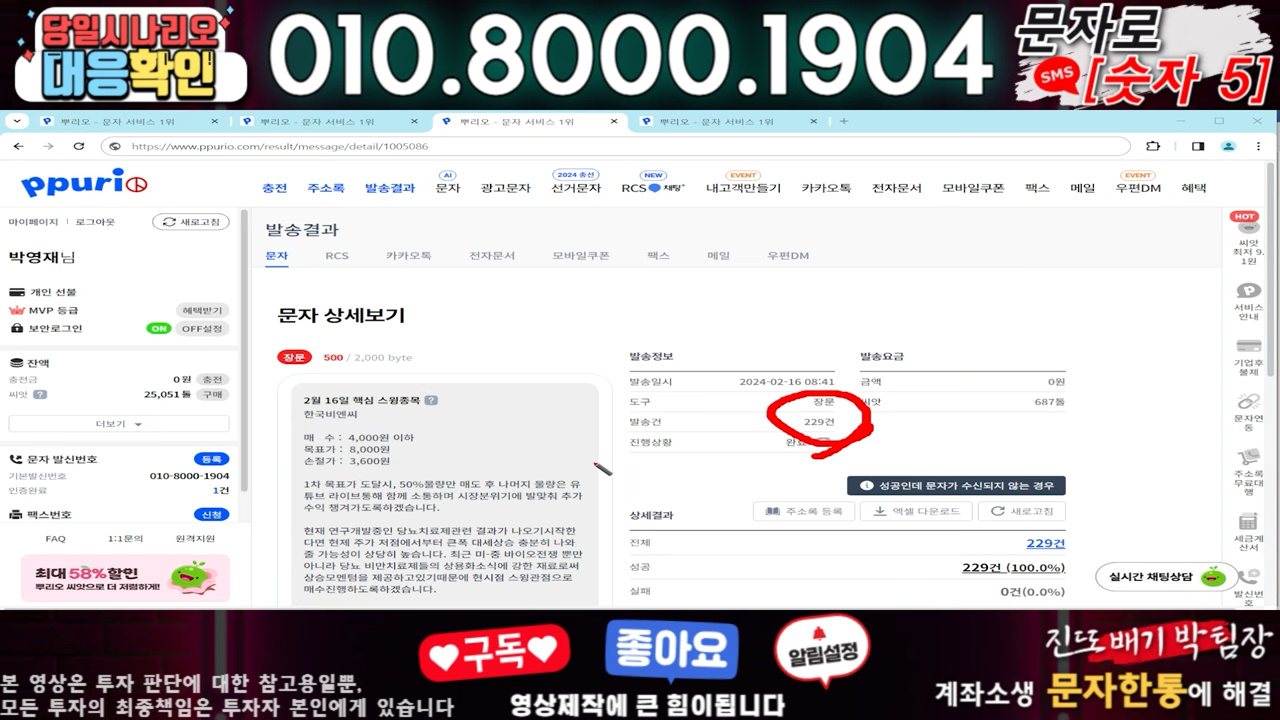 당일시나리오
대응확인
010.8000.1904
문자로
SMS
[숫자 5]
뿌리오 - 문자 서비스 1위
뿌리오 - 문자 서비스 1위
뿌리오 - 문자 서비스 1위
뿌리오 - 문자 서비스 1위
https://www.ppurio.com/result/message/detail/1005086
ppurio
충전
주소록
발송결과
AI
문자
광고문자
2024 총선
선거문자
NEW
RCS 채팅+
EVENT
내고객만들기
카카오톡
전자문서
모바일쿠폰
팩스
메일
EVENT
우편DM
혜택
마이페이지 | 로그아웃
새로고침
박영재님
개인 선불
MVP 등급
혜택받기
보안로그인
ON
OFF설정
잔액
충전금
0원
충전
씨앗 ?
25,051톨
구매
더보기
문자 발신번호
등록
기본발신번호
010-8000-1904
인증완료
1건
팩스번호
신청
FAQ
1:1문의
원격지원
최대 58%할인
뿌리오 씨앗으로 더 저렴하게!
발송결과
문자
RCS
카카오톡
전자문서
모바일쿠폰
팩스
메일
우편DM
문자 상세보기
장문
500 / 2,000 byte
2월 16일 핵심 스윙종목 ?
한국비엔씨
매 수 : 4,000원 이하
목표가 : 8,000원
손절가 : 3,600원
1차 목표가 도달시, 50%물량만 매도 후 나머지 물량은 유
튜브 라이브통해 함께 소통하며 시장분위기에 발맞춰 추가
수익 챙겨가도록하겠습니다.
현재 연구개발중인 당뇨치료제관련 결과가 나오기시작한
다면 현재 주가 저점에서부터 큰폭 대세상승 충분히 나와
줄 가능성이 상당히 높습니다. 최근 미-중 바이오전쟁 뿐만
아니라 당뇨 비만치료제들의 상용화소식에 강한 재료로써
상승모멘텀을 제공하고있기때문에 현시점 스윙관점으로
매수진행하도록하겠습니다.
발송정보
발송일시
2024-02-16 08:41
도구
장문
발송건
229건
진행상황
완료
발송요금
금액
0원
씨앗
687톨
성공인데 문자가 수신되지 않는 경우
상세결과
주소록 등록
엑셀 다운로드
새로고침
전체
229건
성공
229건 (100.0%)
실패
0건(0.0%)
HOT
씨앗
최저 9.
1원
서비스
안내
기업후
불제
문자연
동
주소록
무료대
행
세금계
산서
발신번
호
실시간 채팅상담
구독
좋아요
알림설정
영상제작에 큰 힘이됩니다
본 영상은 투자 판단에 대한 참고용일뿐,
모든 투자의 최종책임은 투자자 본인에게 있습니다
진또배기 박팀장
계좌소생 문자한통에 해결